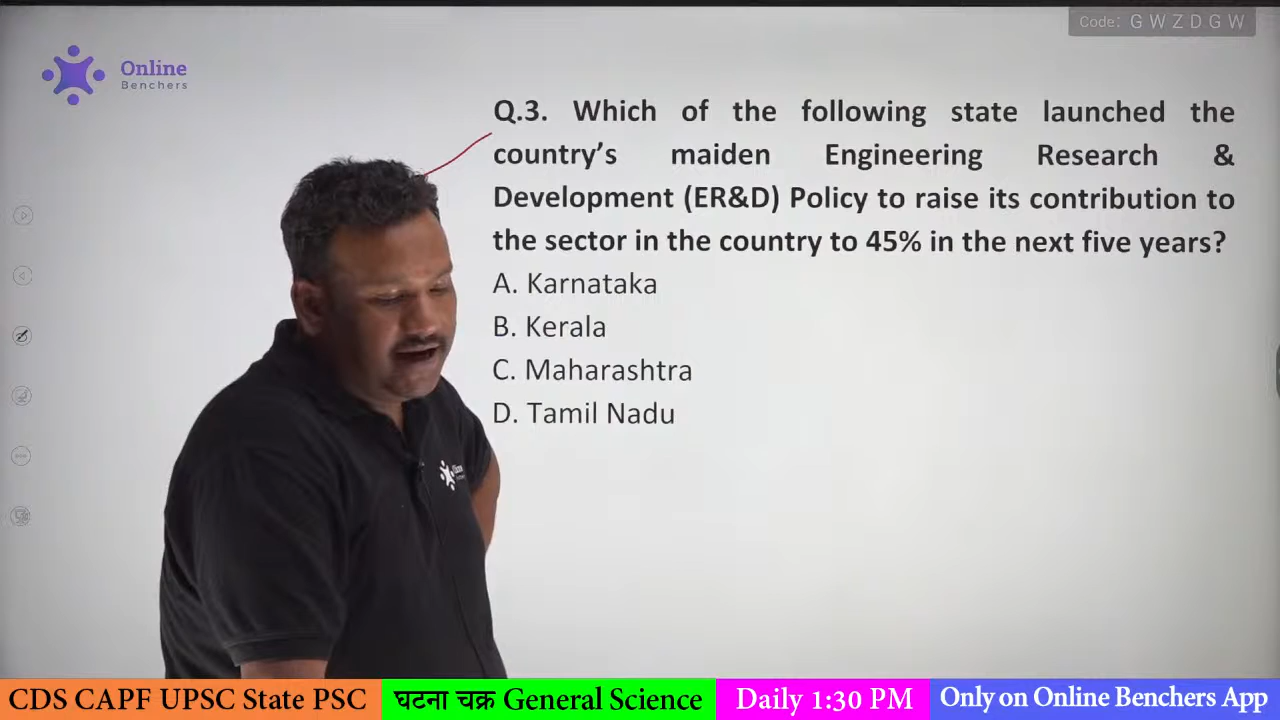 Code: G W Z D G W
Online
Benchers
Q.3. Which of the following state launched the
country’s maiden Engineering Research &
Development (ER&D) Policy to raise its contribution to
the sector in the country to 45% in the next five years?
A. Karnataka
B. Kerala
C. Maharashtra
D. Tamil Nadu
CDS CAPF UPSC State PSC
घटना चक्र General Science
Daily 1:30 PM
Only on Online Benchers App